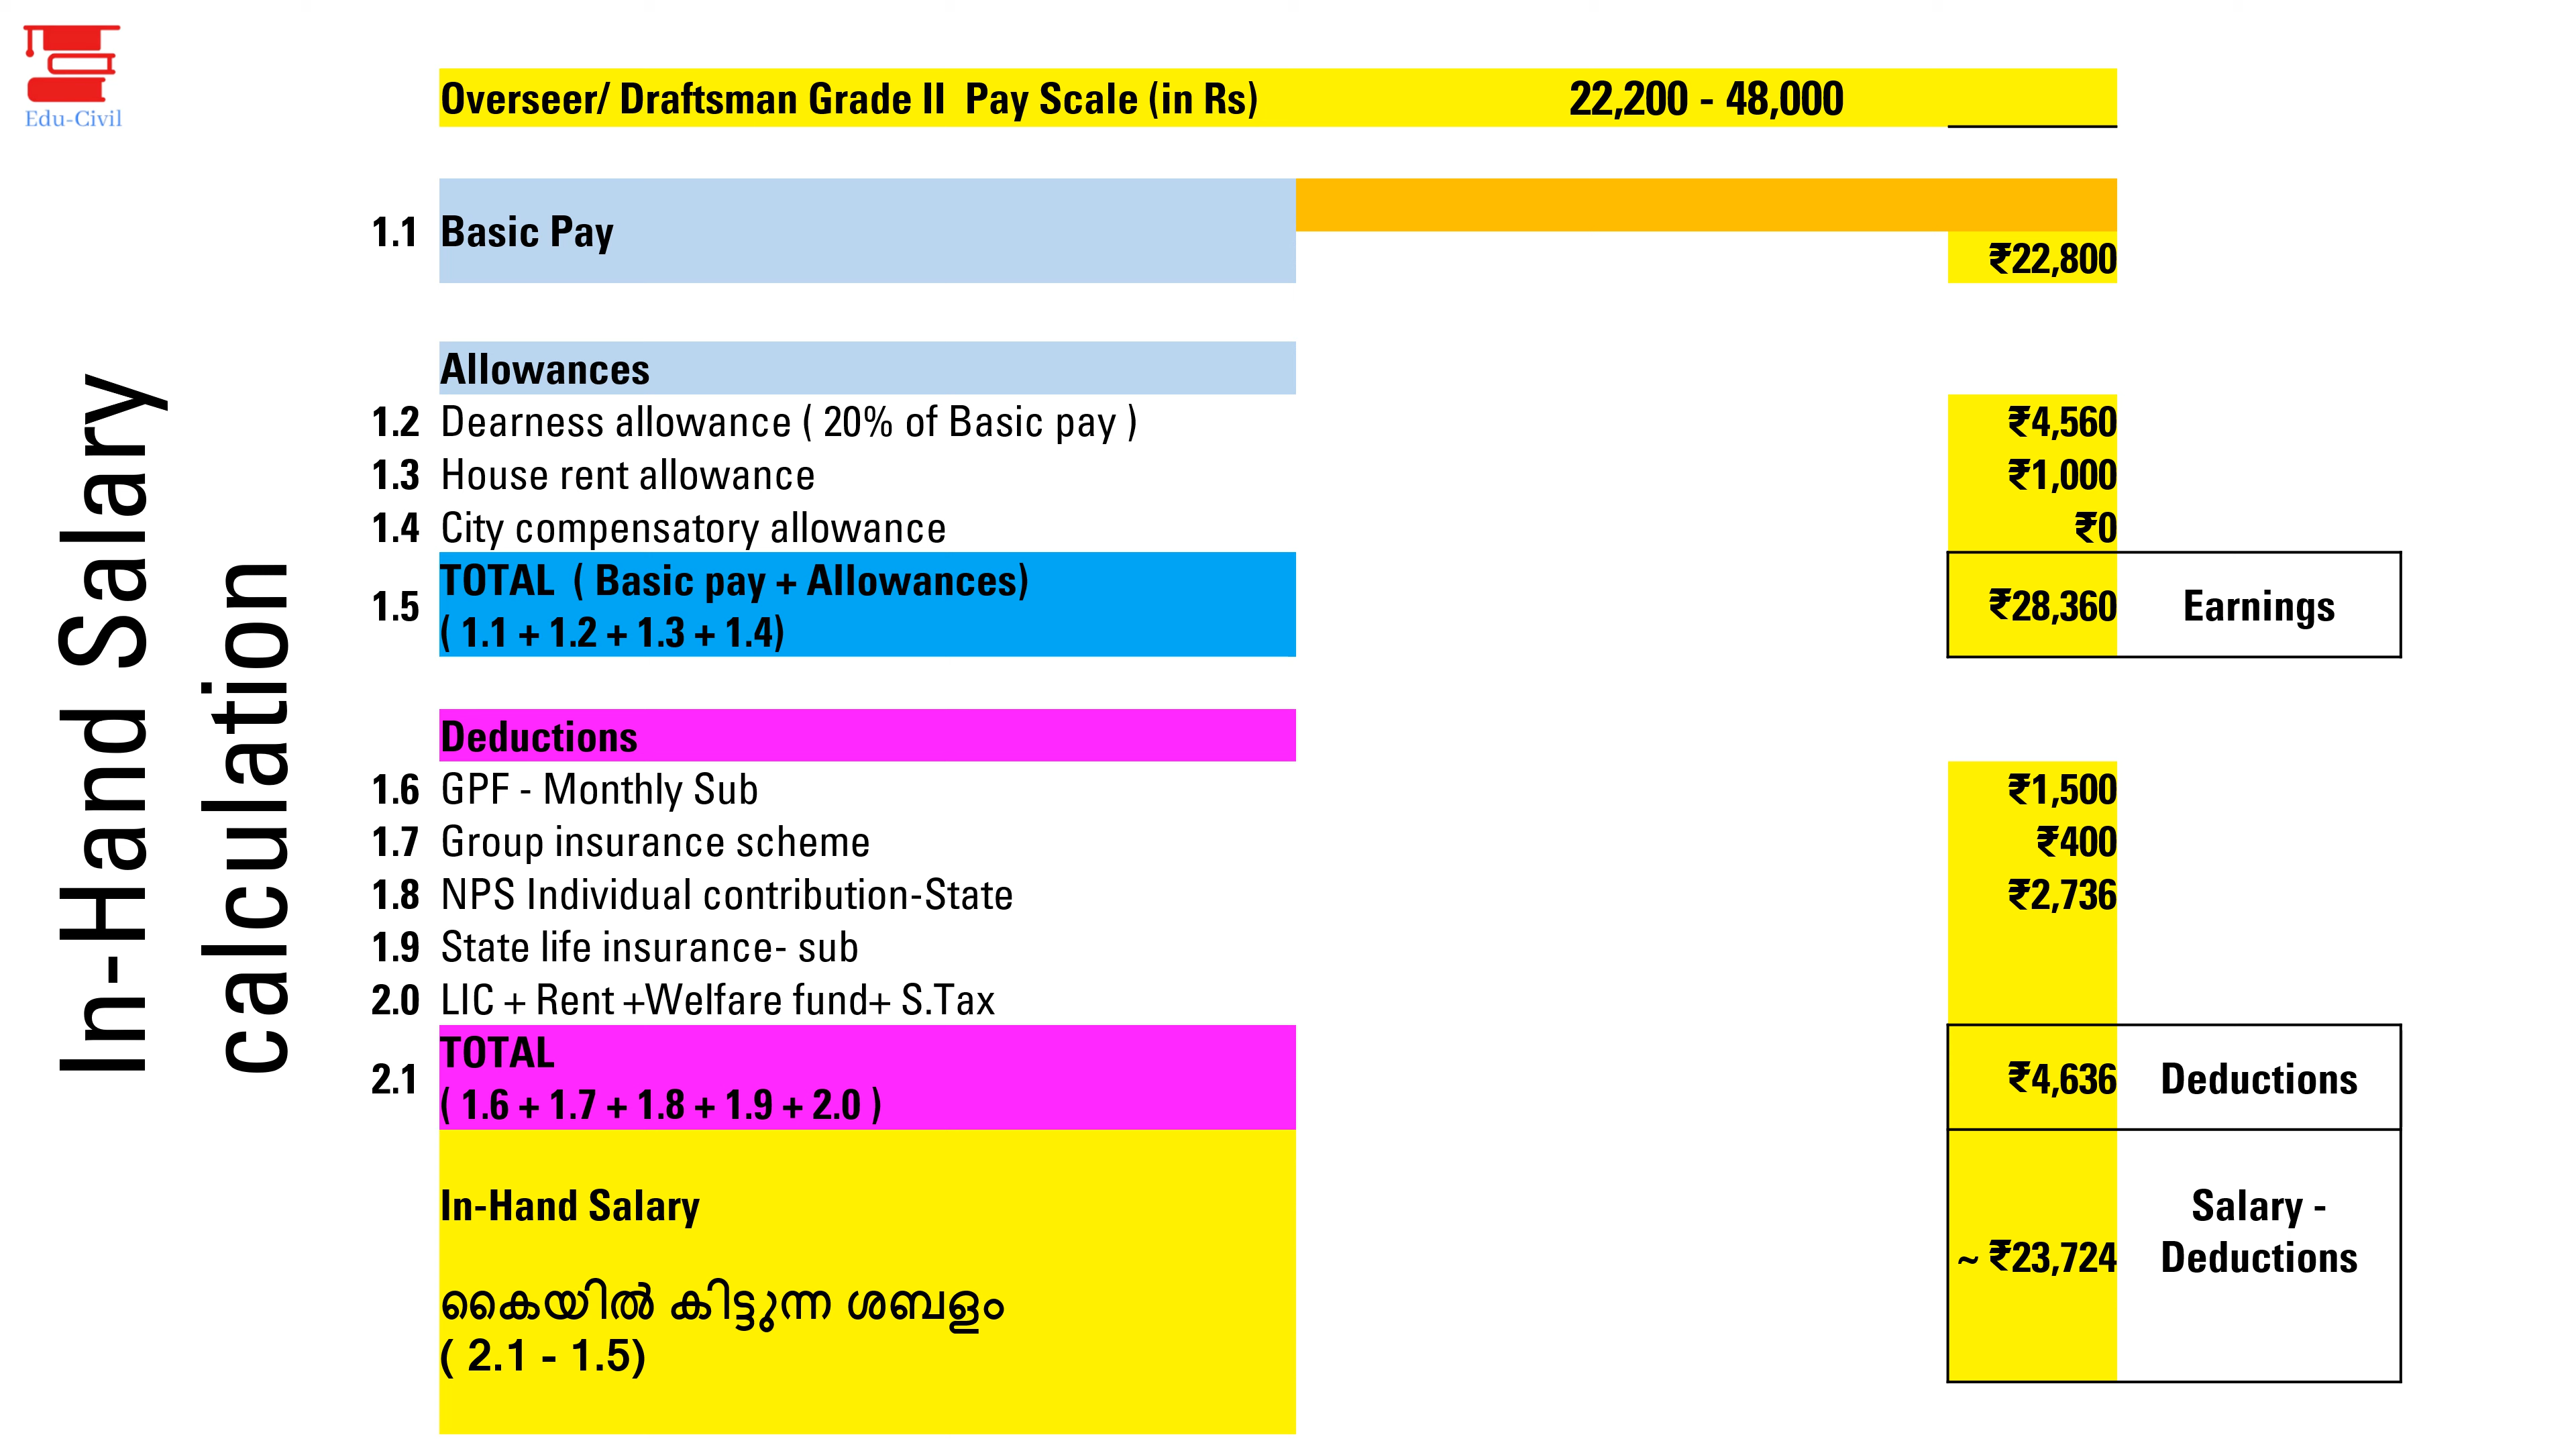 Edu-Civil
In-Hand Salary
calculation
Overseer/ Draftsman Grade II Pay Scale (in Rs) 22,200 - 48,000
1.1 Basic Pay
₹22,800
Allowances
1.2 Dearness allowance ( 20% of Basic pay ) ₹4,560
1.3 House rent allowance ₹1,000
1.4 City compensatory allowance ₹0
TOTAL ( Basic pay + Allowances)
1.5 ₹28,360 Earnings
( 1.1 + 1.2 + 1.3 + 1.4)
Deductions
1.6 GPF - Monthly Sub ₹1,500
1.7 Group insurance scheme ₹400
1.8 NPS Individual contribution-State ₹2,736
1.9 State life insurance- sub
2.0 LIC + Rent +Welfare fund+ S.Tax
TOTAL
2.1 ₹4,636 Deductions
( 1.6 + 1.7 + 1.8 + 1.9 + 2.0 )
In-Hand Salary Salary -
~ ₹23,724 Deductions
കൈയിൽ കിട്ടുന്ന ശബളം
( 2.1 - 1.5)